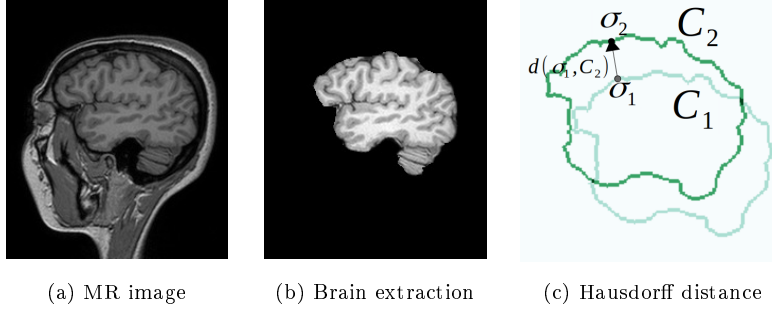 σ₂ C₂
d(σ₁,C₂)
σ₁ C₁
(a) MR image (b) Brain extraction (c) Hausdorff distance